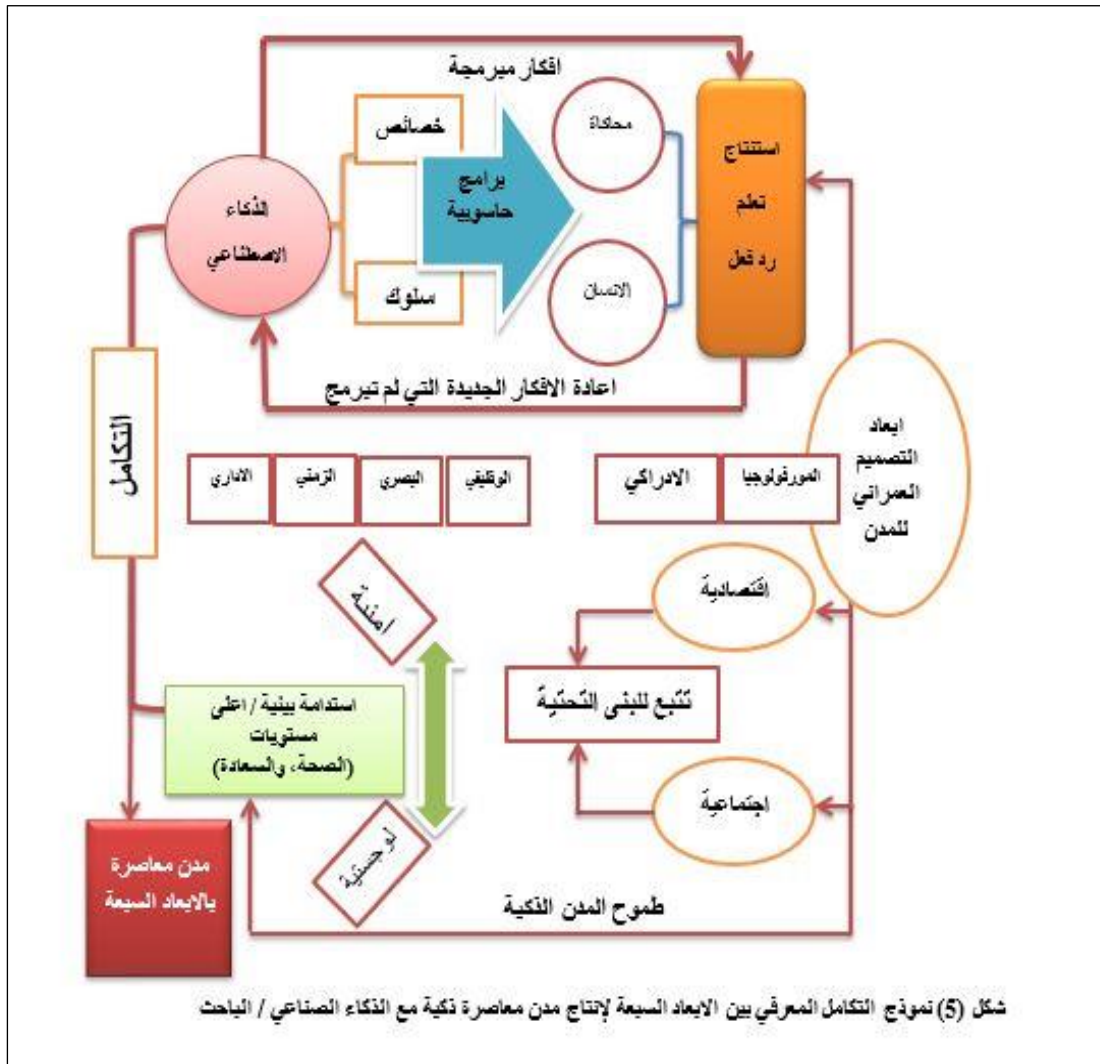 افكار مبرمجة
خصائص
محاكاة
استنتاج
تعلم
رد فعل
برامج
حاسوبية
الذكاء
الاصطناعي
سلوك
الانسان
اعادة الافكار الجديدة التي لم تبرمج
التكامل
ابعاد
التصميم
العمراني
للمدن
المورفولوجيا
الادراكي
الوظيفي
البصري
الزمني
الاداري
امنية
اقتصادية
تتبع للبنى التحتية
استدامة بيئية / اعلى
مستويات
(الصحة، والسعادة)
اجتماعية
لوجستية
مدن معاصرة
بالابعاد السبعة
طموح المدن الذكية
شكل (5) نموذج التكامل المعرفي بين الابعاد السبعة لإنتاج مدن معاصرة ذكية مع الذكاء الصناعي / الباحث